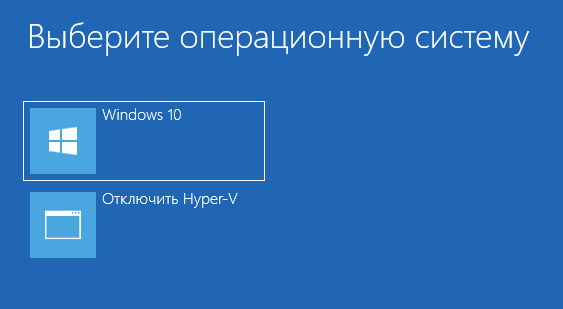 Выберите операционную систему
Windows 10
Отключить Hyper-V